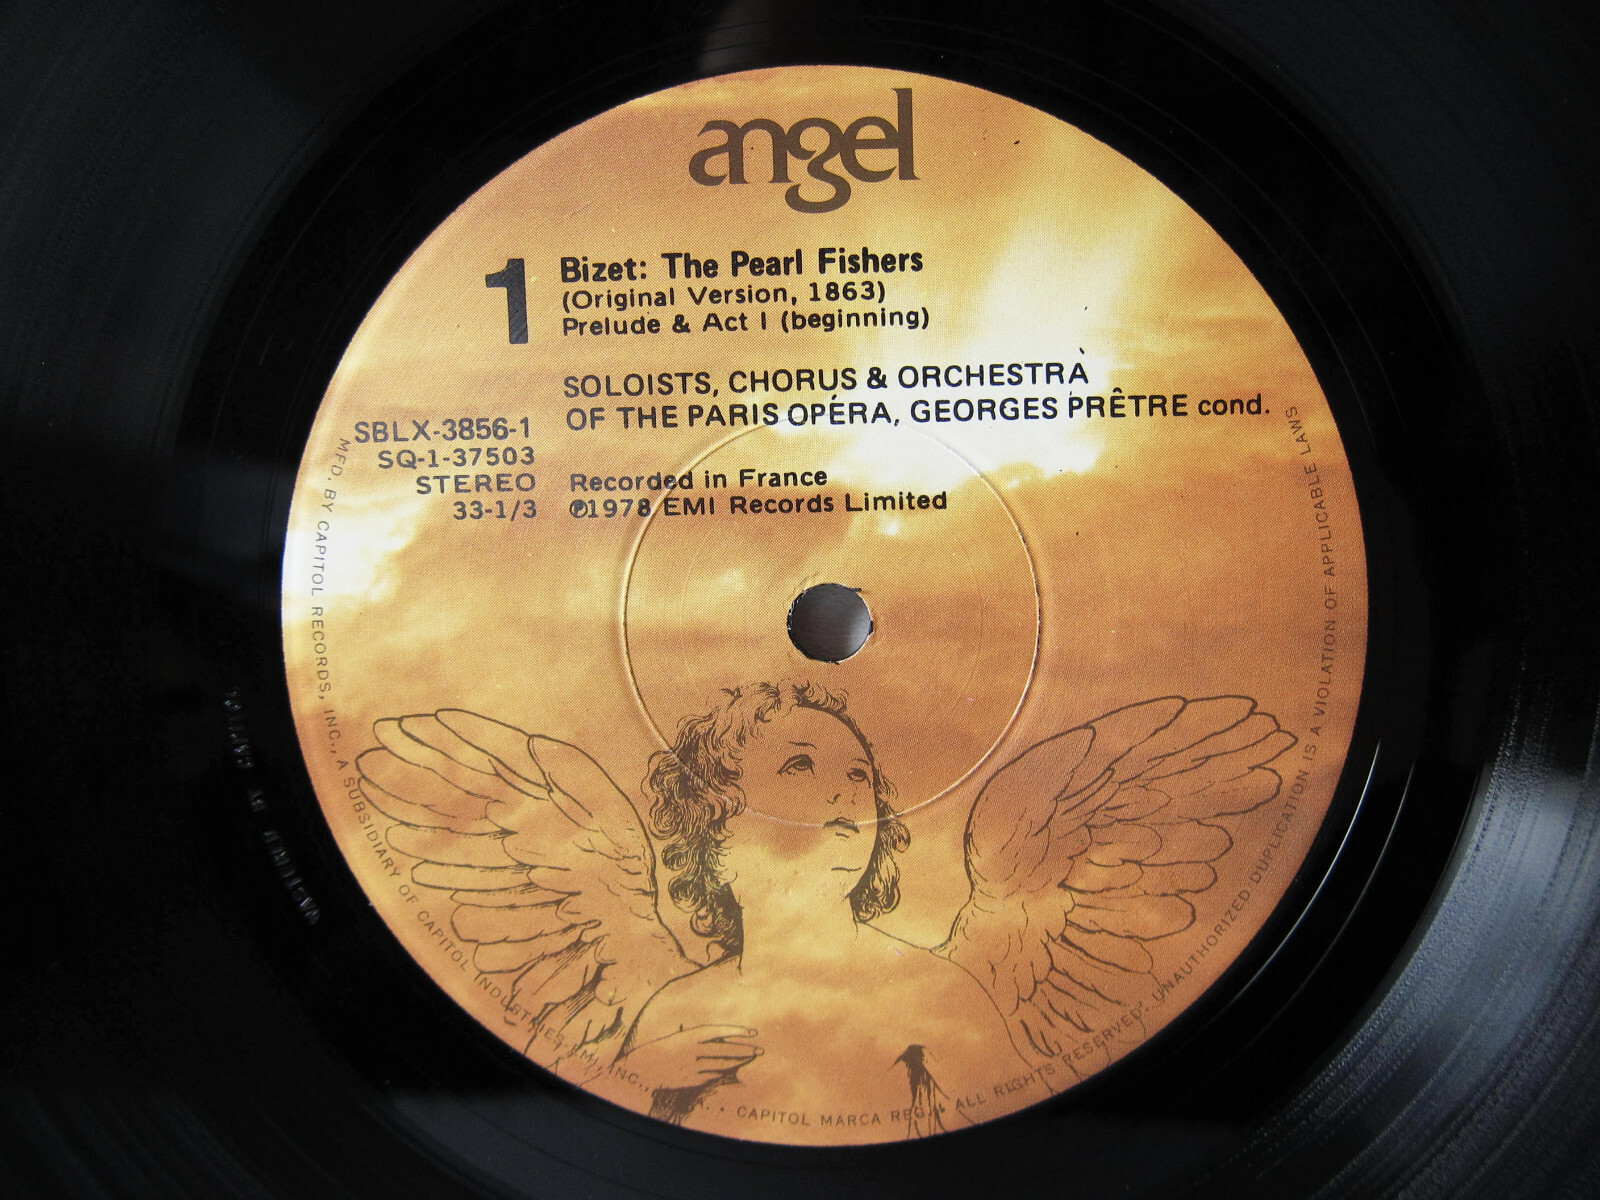 angel
1
Bizet: The Pearl Fishers
(Original Version, 1863)
Prelude & Act I (beginning)
SOLOISTS, CHORUS & ORCHESTRA
OF THE PARIS OPÉRA, GEORGES PRÊTRE cond.
SBLX-3856-1
SQ-1-37503
STEREO
33-1/3
Recorded in France
℗1978 EMI Records Limited
MFD. BY CAPITOL RECORDS, INC., A SUBSIDIARY OF CAPITOL INDUSTRIES-EMI, INC., • CAPITOL MARCA REG. • ALL RIGHTS RESERVED. UNAUTHORIZED DUPLICATION IS A VIOLATION OF APPLICABLE LAWS
MASTERED BY CAPITOL